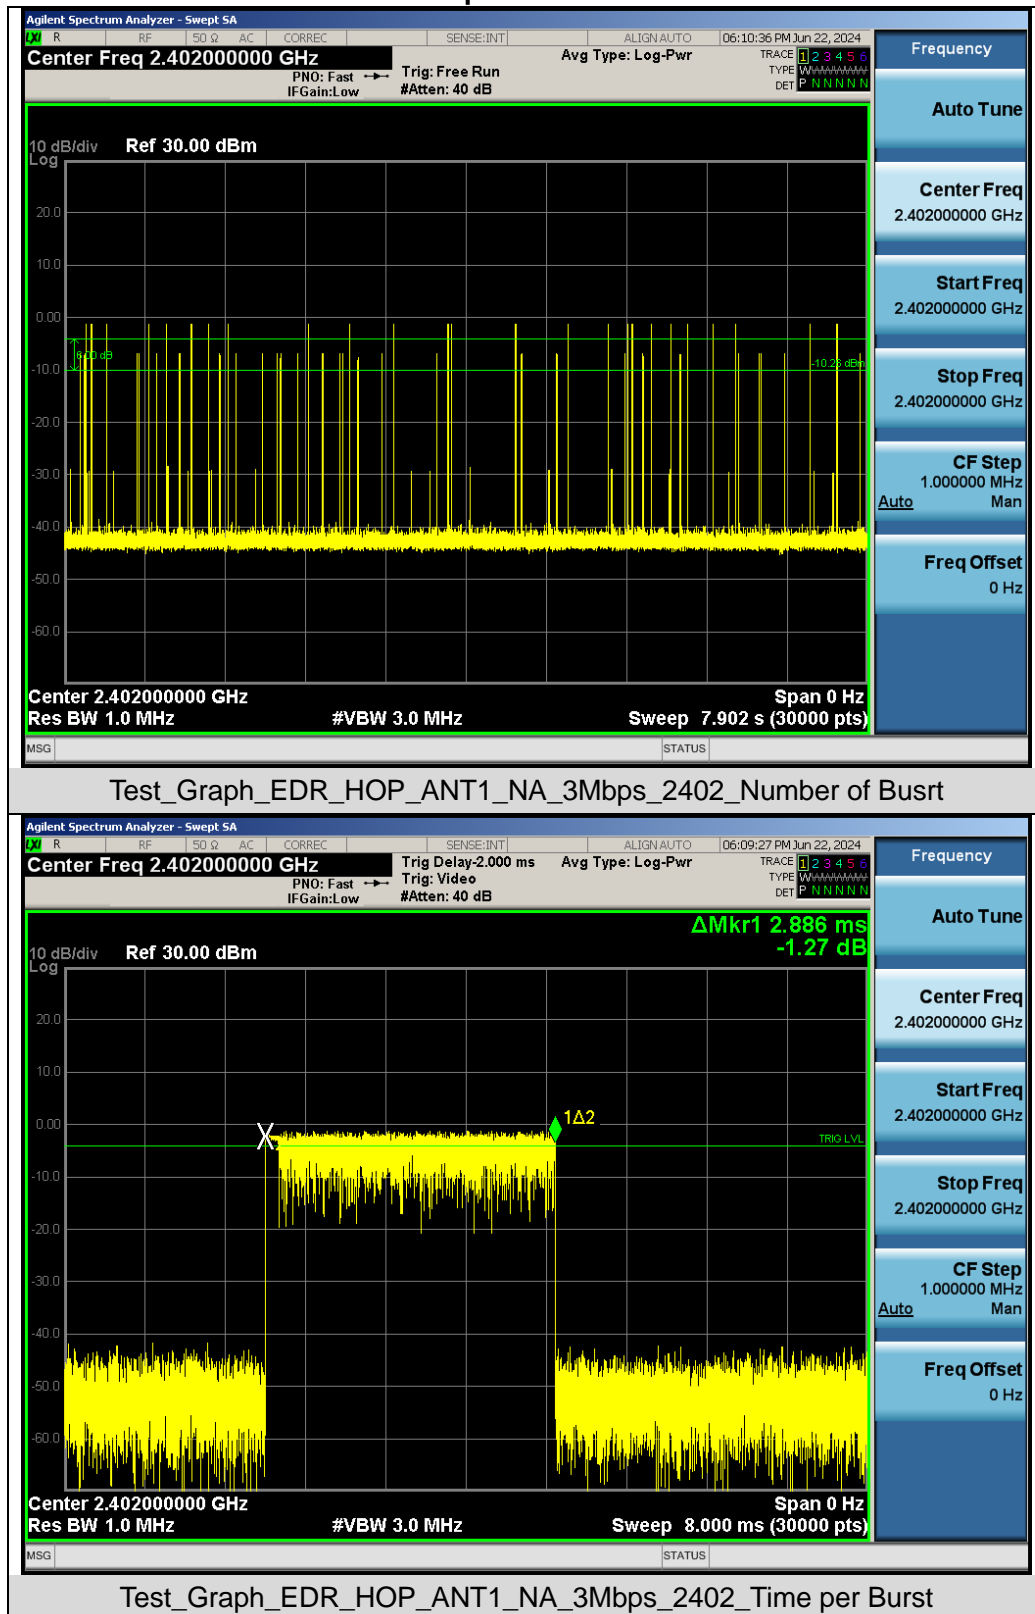 Agilent Spectrum Analyzer - Swept SA
LXI R RF 50 Ω AC CORREC SENSE:INT ALIGN AUTO 06:10:36 PM Jun 22, 2024
Center Freq 2.402000000 GHz
PNO: Fast
IFGain:Low
Trig: Free Run
#Atten: 40 dB
Avg Type: Log-Pwr
TRACE 1 2 3 4 5 6
TYPE WWWWWW
DET P N N N N N
10 dB/div Ref 30.00 dBm
Log
20.0
10.0
0.00
6.00 dB
-10.26 dBm
-10.0
-20.0
-30.0
-40.0
-50.0
-60.0
Center 2.402000000 GHz Span 0 Hz
Res BW 1.0 MHz #VBW 3.0 MHz Sweep 7.902 s (30000 pts)
MSG STATUS
Frequency
Auto Tune
Center Freq
2.402000000 GHz
Start Freq
2.402000000 GHz
Stop Freq
2.402000000 GHz
CF Step
1.000000 MHz
Auto Man
Freq Offset
0 Hz
Test_Graph_EDR_HOP_ANT1_NA_3Mbps_2402_Number of Busrt
Agilent Spectrum Analyzer - Swept SA
LXI R RF 50 Ω AC CORREC SENSE:INT ALIGN AUTO 06:09:27 PM Jun 22, 2024
Center Freq 2.402000000 GHz
PNO: Fast
IFGain:Low
Trig Delay-2.000 ms
Trig: Video
#Atten: 40 dB
Avg Type: Log-Pwr
TRACE 1 2 3 4 5 6
TYPE WWWWWW
DET P N N N N N
ΔMkr1 2.886 ms
-1.27 dB
10 dB/div Ref 30.00 dBm
Log
20.0
10.0
0.00
1Δ2
TRIG LVL
-10.0
-20.0
-30.0
-40.0
-50.0
-60.0
Center 2.402000000 GHz Span 0 Hz
Res BW 1.0 MHz #VBW 3.0 MHz Sweep 8.000 ms (30000 pts)
MSG STATUS
Frequency
Auto Tune
Center Freq
2.402000000 GHz
Start Freq
2.402000000 GHz
Stop Freq
2.402000000 GHz
CF Step
1.000000 MHz
Auto Man
Freq Offset
0 Hz
Test_Graph_EDR_HOP_ANT1_NA_3Mbps_2402_Time per Burst